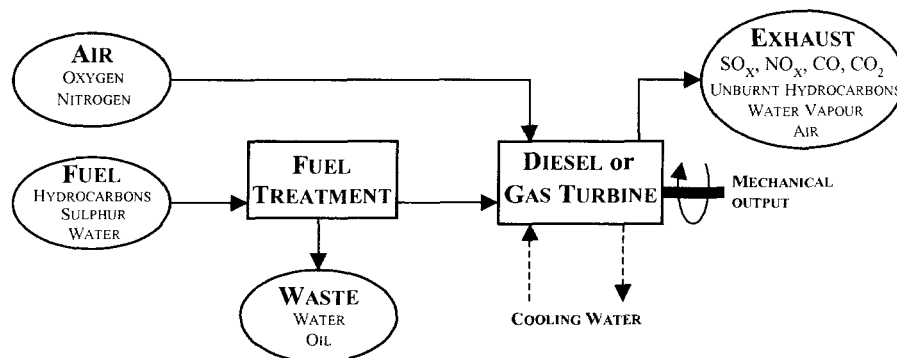 AIR
OXYGEN
NITROGEN
EXHAUST
SOX, NOX, CO, CO2
UNBURNT HYDROCARBONS
WATER VAPOUR
AIR
FUEL
HYDROCARBONS
SULPHUR
WATER
FUEL
TREATMENT
DIESEL or
GAS TURBINE
MECHANICAL
OUTPUT
WASTE
WATER
OIL
COOLING WATER